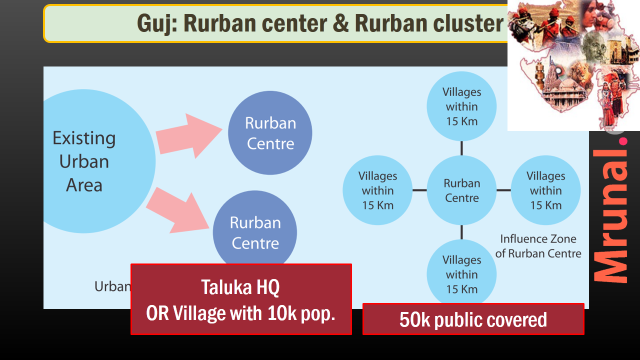 Guj: Rurban center & Rurban cluster
Existing
Urban
Area
Rurban
Centre
Rurban
Centre
Urban
Taluka HQ
OR Village with 10k pop.
Villages
within
15 Km
Villages
within
15 Km
Rurban
Centre
Villages
within
15 Km
Influence Zone
of Rurban Centre
Villages
within
15 Km
50k public covered
Mrunal.